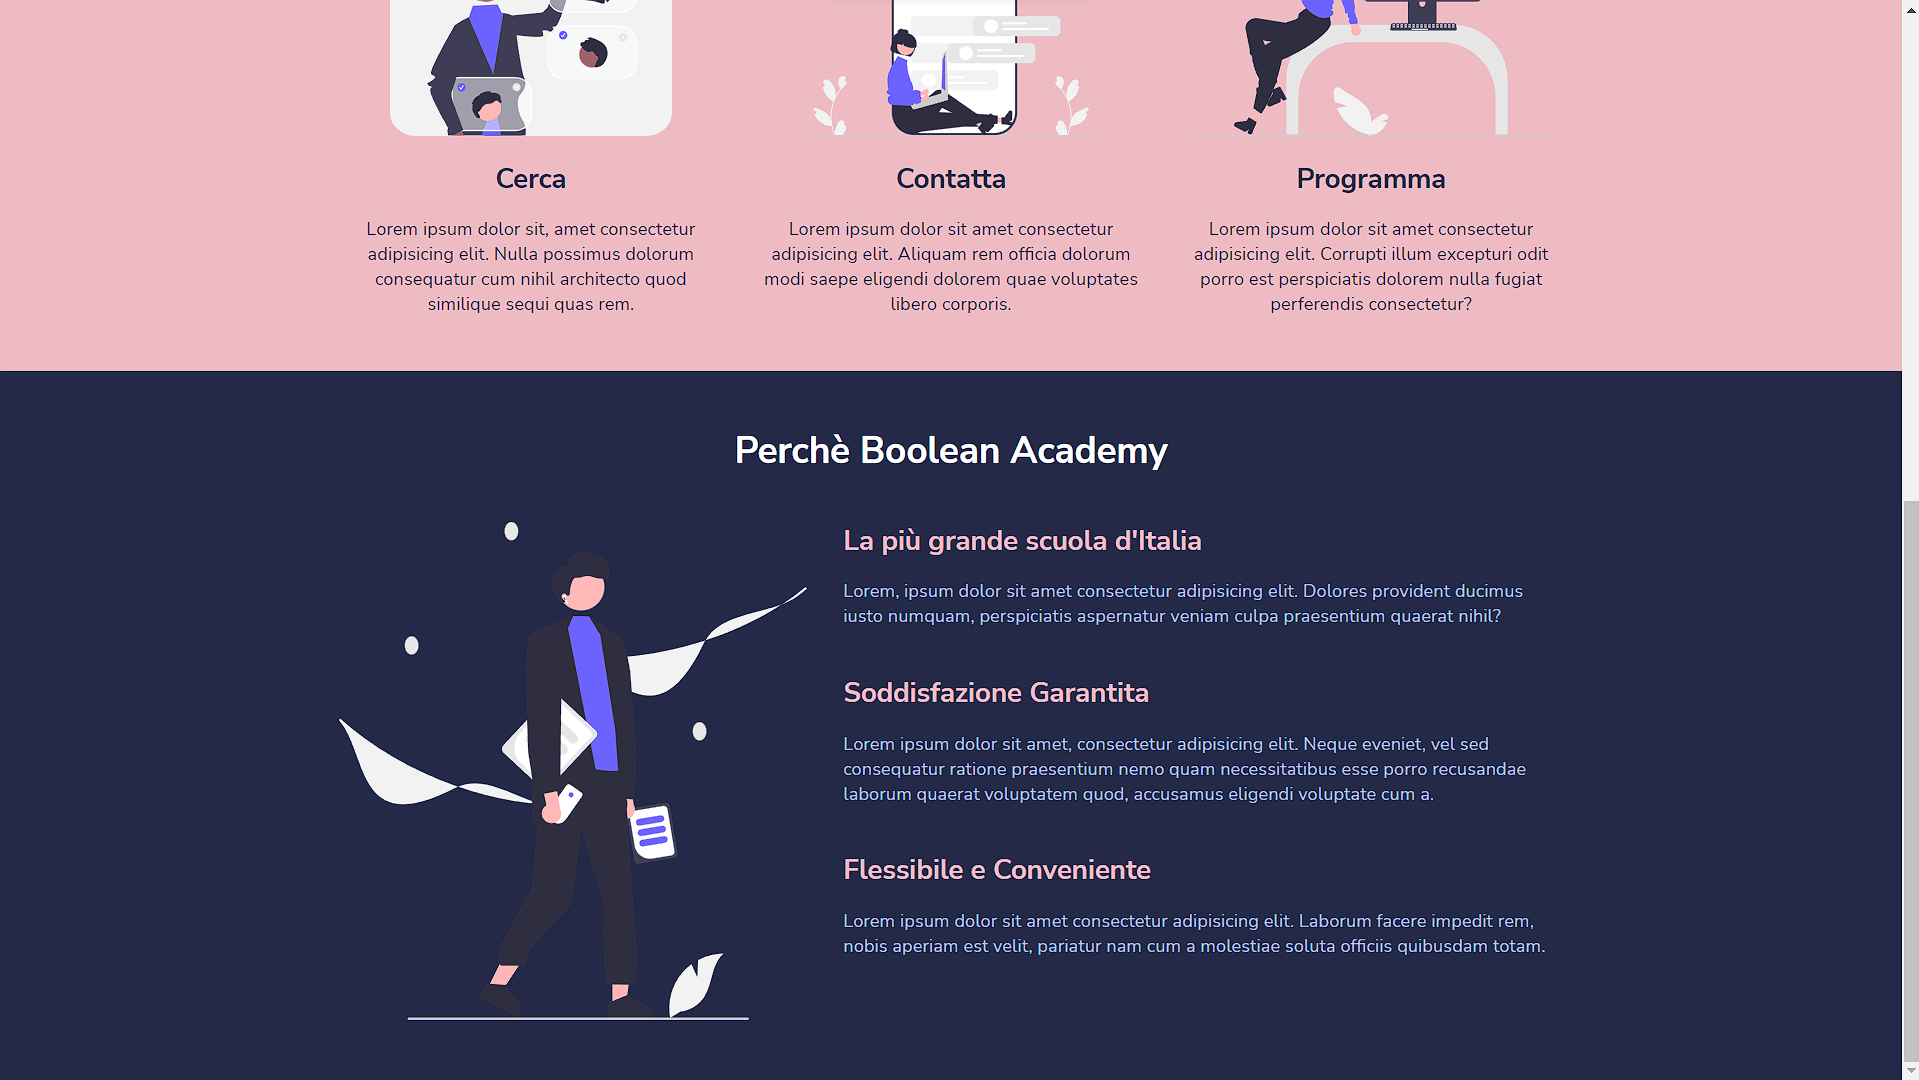 Cerca
Lorem ipsum dolor sit, amet consectetur
adipisicing elit. Nulla possimus dolorum
consequatur cum nihil architecto quod
similique sequi quas rem.
Contatta
Lorem ipsum dolor sit amet consectetur
adipisicing elit. Aliquam rem officia dolorum
modi saepe eligendi dolorem quae voluptates
libero corporis.
Programma
Lorem ipsum dolor sit amet consectetur
adipisicing elit. Corrupti illum excepturi odit
porro est perspiciatis dolorem nulla fugiat
perferendis consectetur?
Perchè Boolean Academy
La più grande scuola d'Italia
Lorem, ipsum dolor sit amet consectetur adipisicing elit. Dolores provident ducimus
iusto numquam, perspiciatis aspernatur veniam culpa praesentium quaerat nihil?
Soddisfazione Garantita
Lorem ipsum dolor sit amet, consectetur adipisicing elit. Neque eveniet, vel sed
consequatur ratione praesentium nemo quam necessitatibus esse porro recusandae
laborum quaerat voluptatem quod, accusamus eligendi voluptate cum a.
Flessibile e Conveniente
Lorem ipsum dolor sit amet consectetur adipisicing elit. Laborum facere impedit rem,
nobis aperiam est velit, pariatur nam cum a molestiae soluta officiis quibusdam totam.